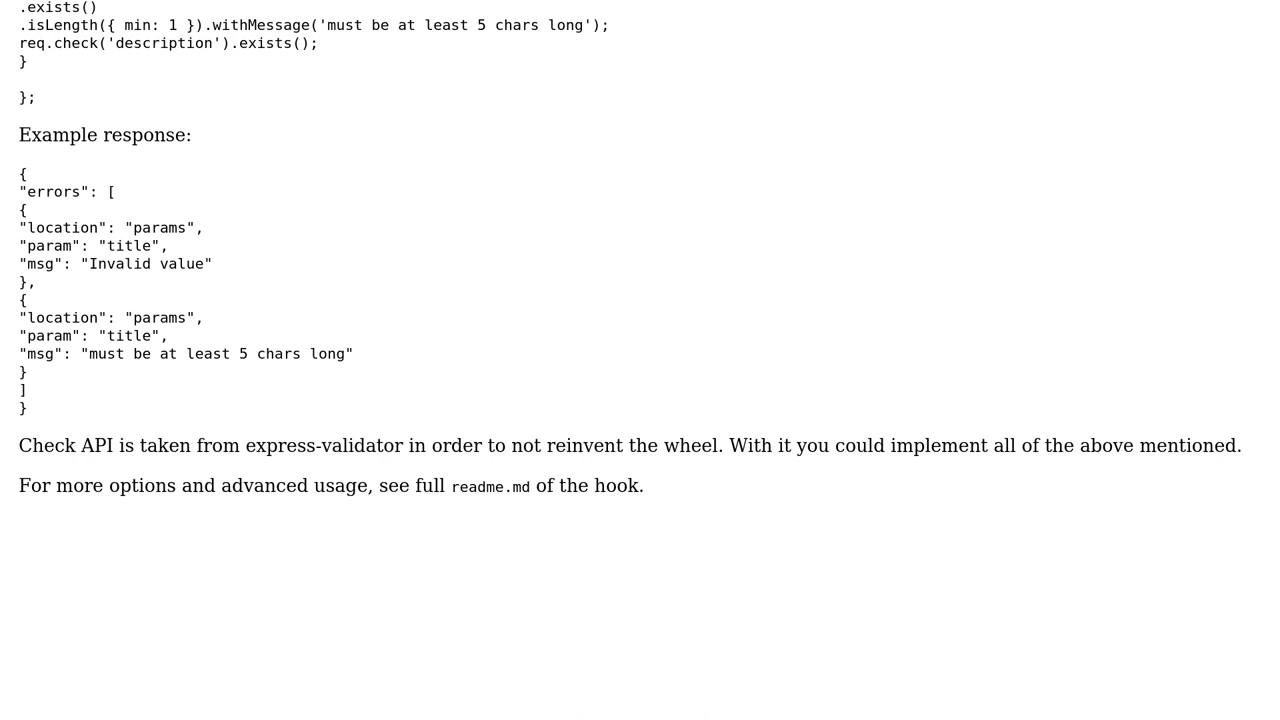 .exists()
.isLength({ min: 1 }).withMessage('must be at least 5 chars long');
req.check('description').exists();
}
};
Example response:
{
"errors": [
{
"location": "params",
"param": "title",
"msg": "Invalid value"
},
{
"location": "params",
"param": "title",
"msg": "must be at least 5 chars long"
}
]
}
Check API is taken from express-validator in order to not reinvent the wheel. With it you could implement all of the above mentioned.
For more options and advanced usage, see full readme.md of the hook.